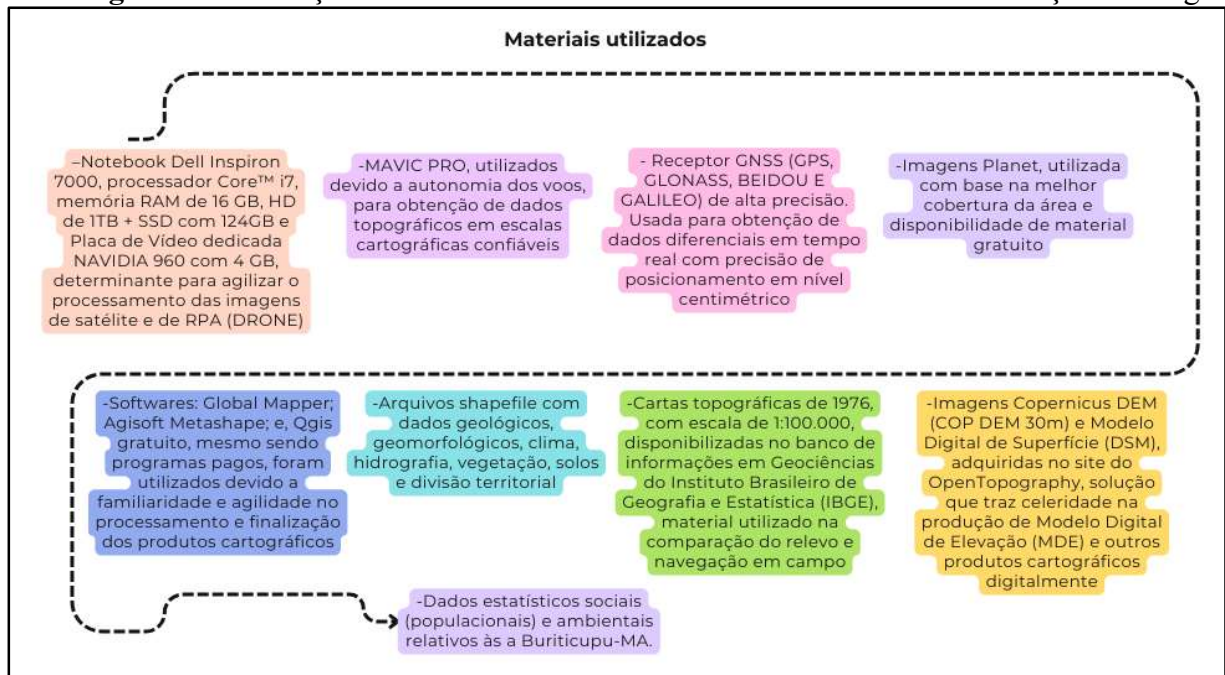 Materiais utilizados
–Notebook Dell Inspiron
7000, processador Core™ i7,
memória RAM de 16 GB, HD
de 1TB + SSD com 124GB e
Placa de Vídeo dedicada
NAVIDIA 960 com 4 GB,
determinante para agilizar o
processamento das imagens
de satélite e de RPA (DRONE)
-MAVIC PRO, utilizados
devido a autonomia dos voos,
para obtenção de dados
topográficos em escalas
cartográficas confiáveis
- Receptor GNSS (GPS,
GLONASS, BEIDOU E
GALILEO) de alta precisão.
Usada para obtenção de
dados diferenciais em tempo
real com precisão de
posicionamento em nível
centimétrico
-Imagens Planet, utilizada
com base na melhor
cobertura da área e
disponibilidade de material
gratuito
-Softwares: Global Mapper;
Agisoft Metashape; e, Qgis
gratuito, mesmo sendo
programas pagos, foram
utilizados devido a
familiaridade e agilidade no
processamento e finalização
dos produtos cartográficos
-Arquivos shapefile com
dados geológicos,
geomorfológicos, clima,
hidrografia, vegetação, solos
e divisão territorial
-Cartas topográficas de 1976,
com escala de 1:100.000,
disponibilizadas no banco de
informações em Geociências
do Instituto Brasileiro de
Geografia e Estatística (IBGE),
material utilizado na
comparação do relevo e
navegação em campo
-Imagens Copernicus DEM
(COP DEM 30m) e Modelo
Digital de Superfície (DSM),
adquiridas no site do
OpenTopography, solução
que traz celeridade na
produção de Modelo Digital
de Elevação (MDE) e outros
produtos cartográficos
digitalmente
-Dados estatísticos sociais
(populacionais) e ambientais
relativos às a Buriticupu-MA.